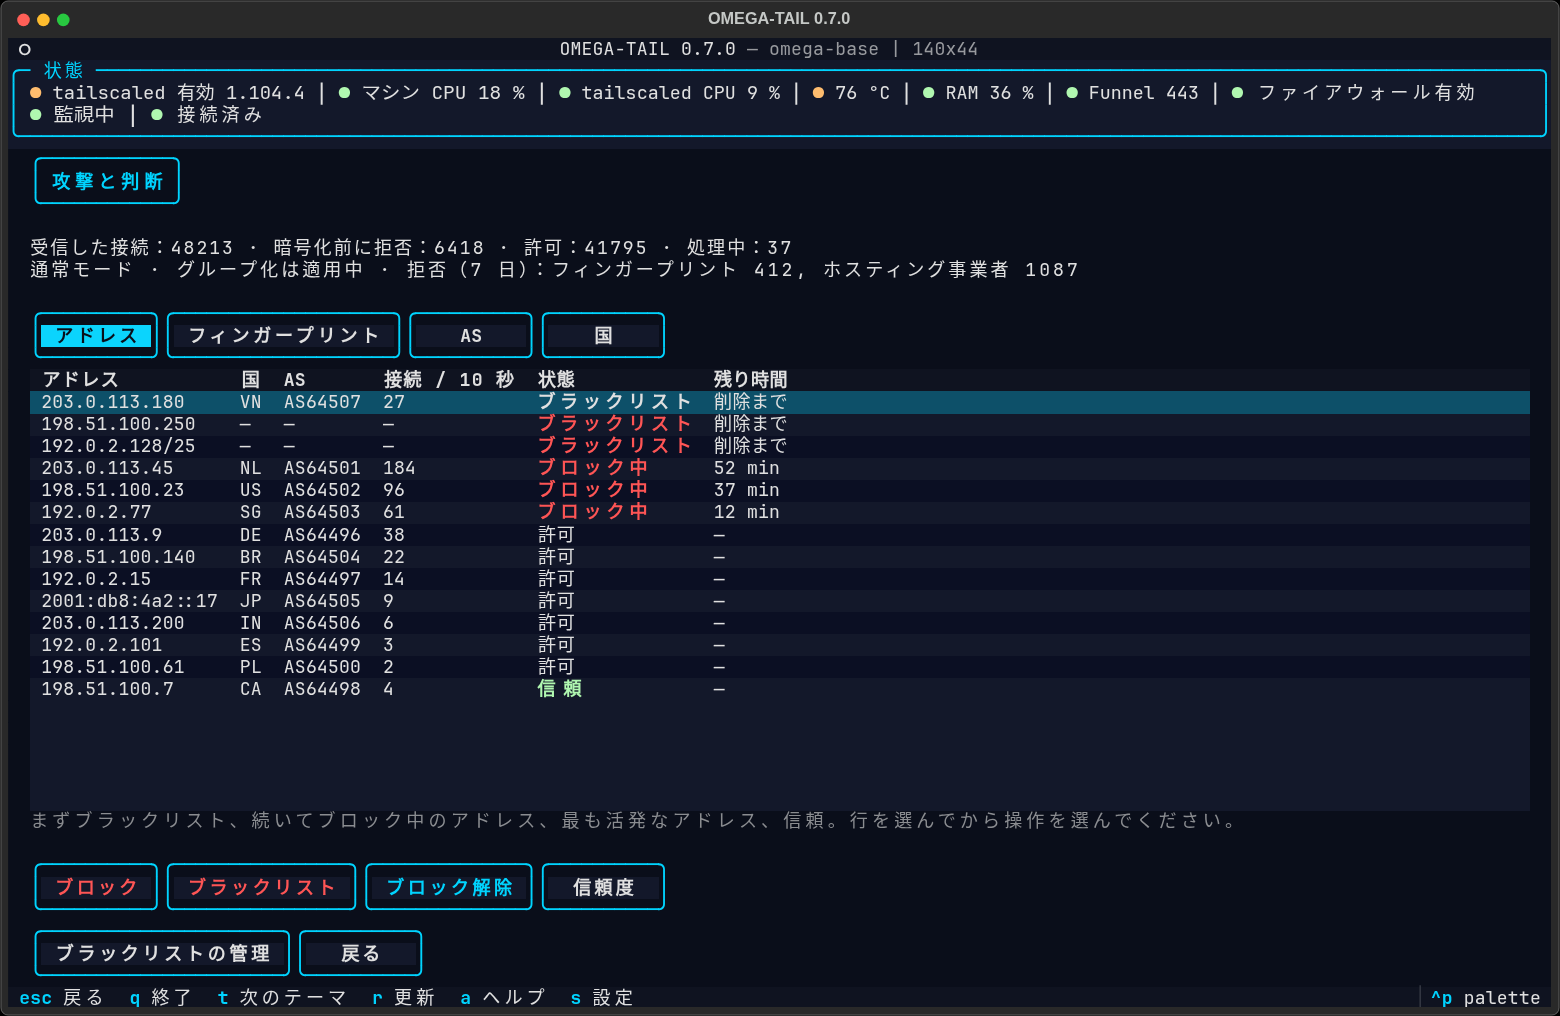 OMEGA-TAIL 0.7.0
OMEGA-TAIL 0.7.0 — omega-base | 140x44
状態
● tailscaled 有効 1.104.4 │ ● マシン CPU 18 % │ ● tailscaled CPU 9 % │ ● 76 °C │ ● RAM 36 % │ ● Funnel 443 │ ● ファイアウォール有効
● 監視中 │ ● 接続済み
攻撃と判断
受信した接続：48213 · 暗号化前に拒否：6418 · 許可：41795 · 処理中：37
通常モード · グループ化は適用中 · 拒否（7 日）：フィンガープリント 412, ホスティング事業者 1087
アドレス フィンガープリント AS 国
アドレス 国 AS 接続 / 10 秒 状態 残り時間
203.0.113.180 VN AS64507 27 ブラックリスト 削除まで
198.51.100.250 — — — ブラックリスト 削除まで
192.0.2.128/25 — — — ブラックリスト 削除まで
203.0.113.45 NL AS64501 184 ブロック中 52 min
198.51.100.23 US AS64502 96 ブロック中 37 min
192.0.2.77 SG AS64503 61 ブロック中 12 min
203.0.113.9 DE AS64496 38 許可 —
198.51.100.140 BR AS64504 22 許可 —
192.0.2.15 FR AS64497 14 許可 —
2001:db8:4a2::17 JP AS64505 9 許可 —
203.0.113.200 IN AS64506 6 許可 —
192.0.2.101 ES AS64499 3 許可 —
198.51.100.61 PL AS64500 2 許可 —
198.51.100.7 CA AS64498 4 信頼 —
まずブラックリスト、続いてブロック中のアドレス、最も活発なアドレス、信頼。行を選んでから操作を選んでください。
ブロック ブラックリスト ブロック解除 信頼度
ブラックリストの管理 戻る
esc 戻る q 終了 t 次のテーマ r 更新 a ヘルプ s 設定 ^p palette